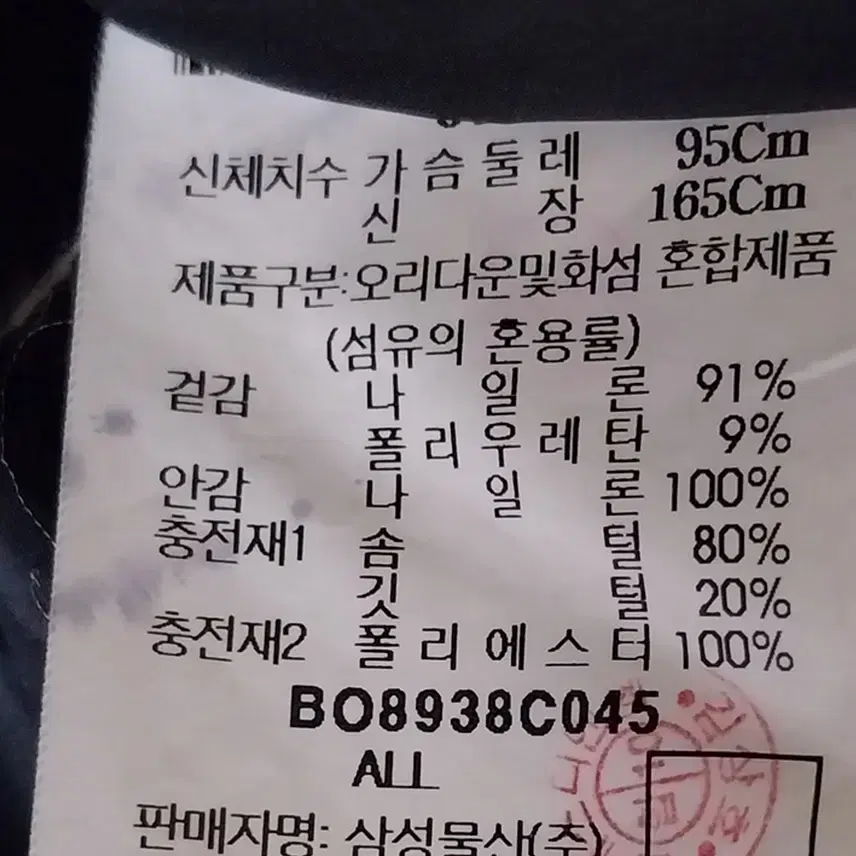 신체치수 가슴둘레 95Cm
신장 165Cm
제품구분:오리다운및화섬 혼합제품
(섬유의 혼용률)
겉감 나일론 91%
폴리우레탄 9%
안감 나일론 100%
충전재1 솜털 80%
깃털 20%
충전재2 폴리에스터 100%
BO8938C045
ALL
판매자명: 삼성물산(주)